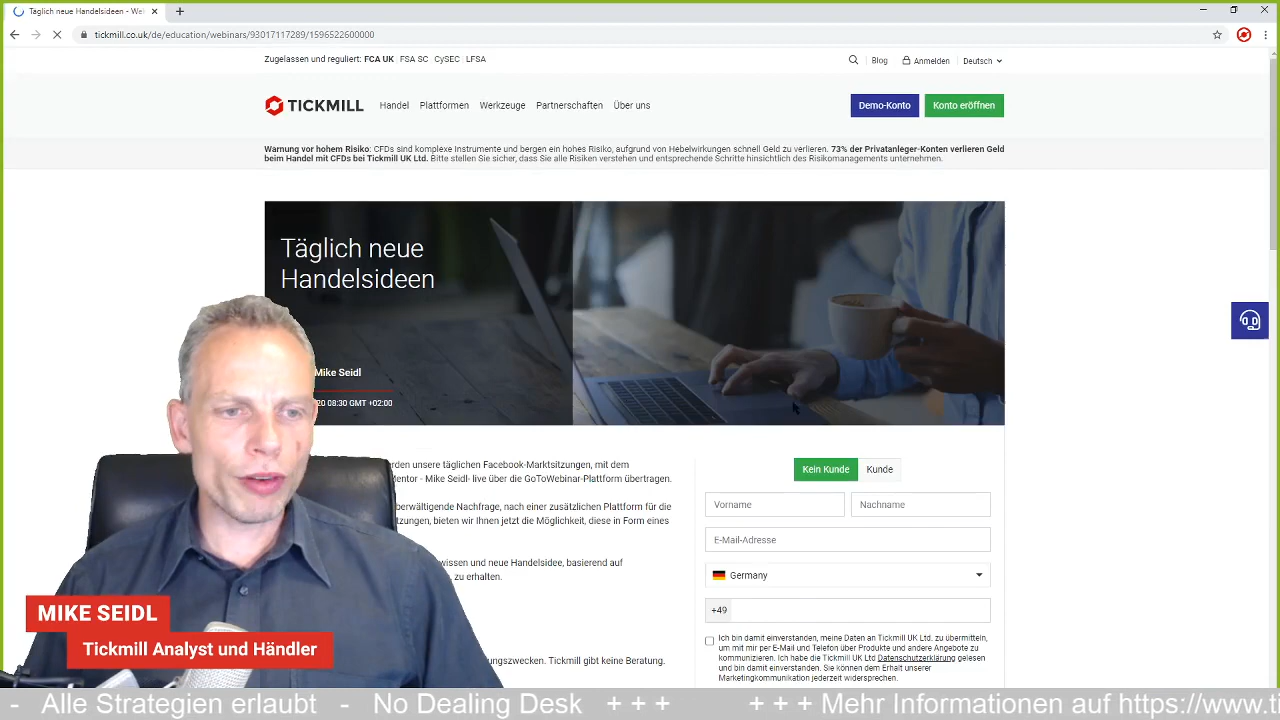 Täglich neue Handelsideen - Wel
tickmill.co.uk/de/education/webinars/93017117289/1596522600000
Zugelassen und reguliert: FCA UK FSA SC CySEC LFSA
Blog Anmelden Deutsch
TICKMILL Handel Plattformen Werkzeuge Partnerschaften Über uns Demo-Konto Konto eröffnen
Warnung vor hohem Risiko: CFDs sind komplexe Instrumente und bergen ein hohes Risiko, aufgrund von Hebelwirkungen schnell Geld zu verlieren. 73% der Privatanleger-Konten verlieren Geld
beim Handel mit CFDs bei Tickmill UK Ltd. Bitte stellen Sie sicher, dass Sie alle Risiken verstehen und entsprechende Schritte hinsichtlich des Risikomanagements unternehmen.
Täglich neue
Handelsideen
Mike Seidl
20 08:30 GMT +02:00
rden unsere täglichen Facebook-Marktsitzungen, mit dem
Mentor - Mike Seidl- live über die GoToWebinar-Plattform übertragen.
berwältigende Nachfrage, nach einer zusätzlichen Plattform für die
tzungen, bieten wir Ihnen jetzt die Möglichkeit, diese in Form eines
wissen und neue Handelsidee, basierend auf
, zu erhalten.
ungszwecken. Tickmill gibt keine Beratung.
Kein Kunde Kunde
Vorname Nachname
E-Mail-Adresse
Germany
+49
Ich bin damit einverstanden, meine Daten an Tickmill UK Ltd. zu übermitteln,
um mit mir per E-Mail und Telefon über Produkte und andere Angebote zu
kommunizieren. Ich habe die Tickmill UK Ltd Datenschutzerklärung gelesen
und bin damit einverstanden. Sie können dem Erhalt unserer
Marketingkommunikation jederzeit widersprechen.
MIKE SEIDL
Tickmill Analyst und Händler
- Alle Strategien erlaubt - No Dealing Desk + + + + + + Mehr Informationen auf https://www.t